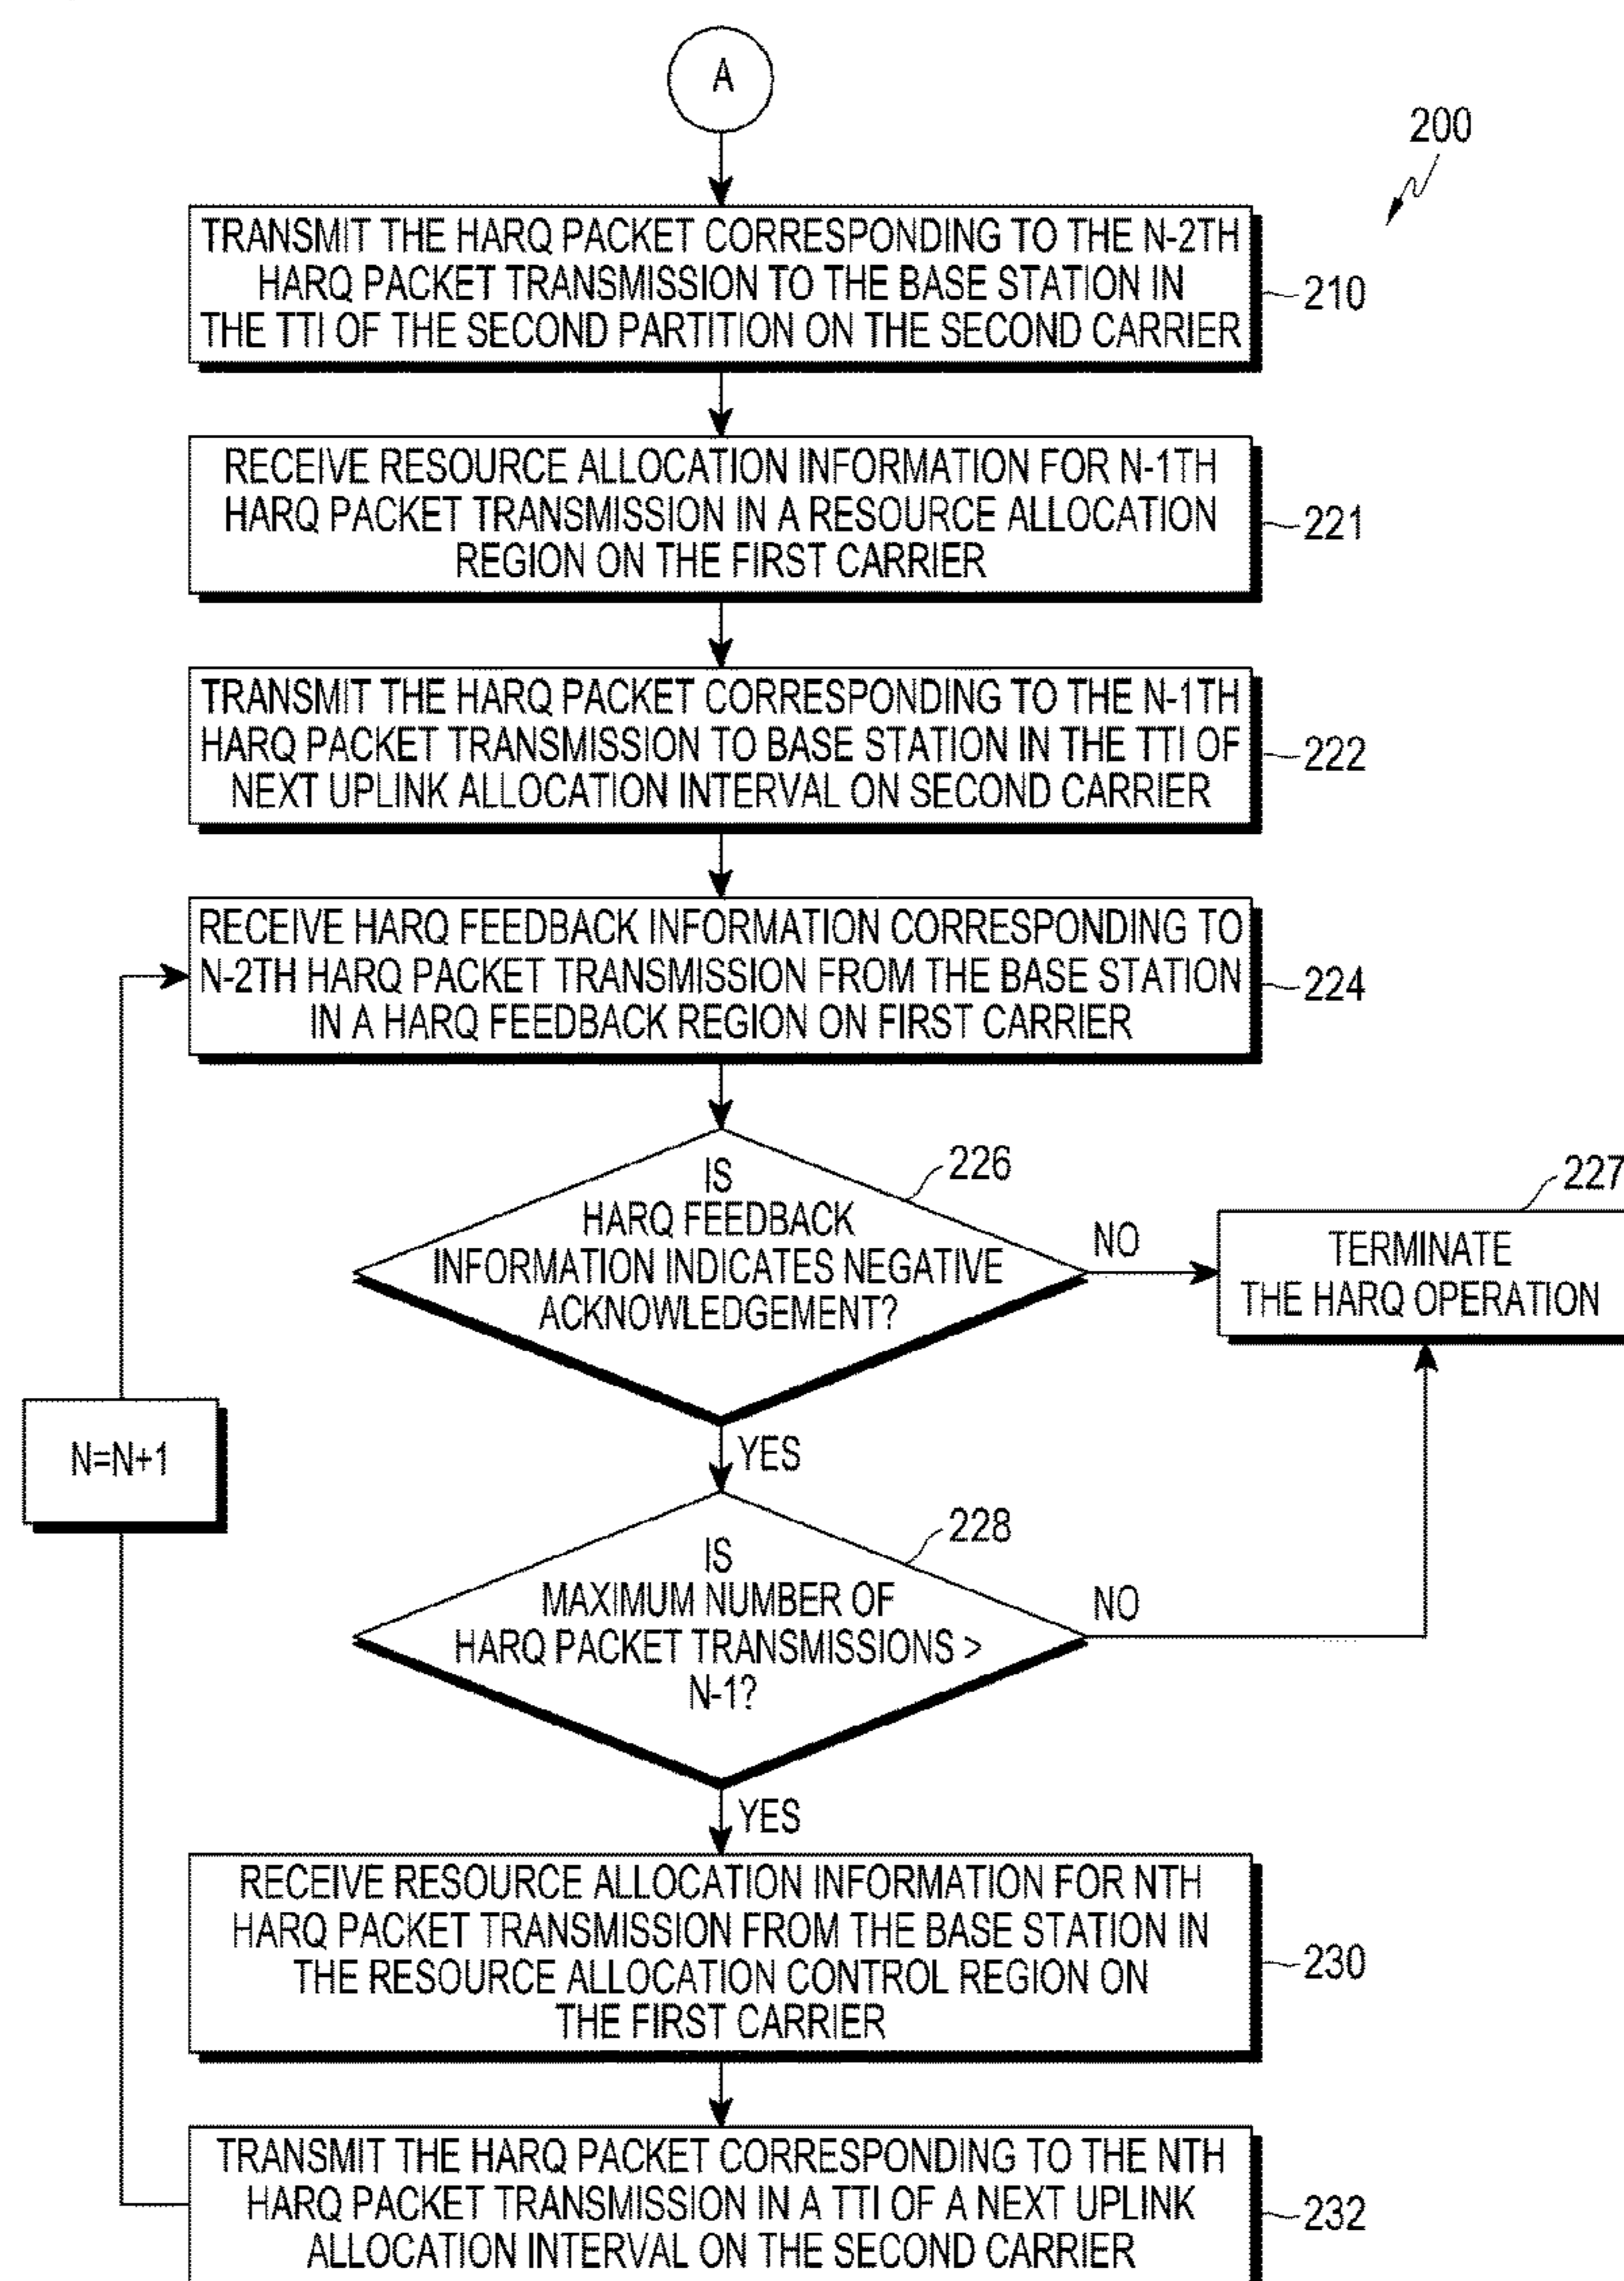 A
200
TRANSMIT THE HARQ PACKET CORRESPONDING TO THE N-2TH
HARQ PACKET TRANSMISSION TO THE BASE STATION IN
THE TTI OF THE SECOND PARTITION ON THE SECOND CARRIER
210
RECEIVE RESOURCE ALLOCATION INFORMATION FOR N-1TH
HARQ PACKET TRANSMISSION IN A RESOURCE ALLOCATION
REGION ON THE FIRST CARRIER
221
TRANSMIT THE HARQ PACKET CORRESPONDING TO THE N-1TH
HARQ PACKET TRANSMISSION TO BASE STATION IN THE TTI OF
NEXT UPLINK ALLOCATION INTERVAL ON SECOND CARRIER
222
RECEIVE HARQ FEEDBACK INFORMATION CORRESPONDING TO
N-2TH HARQ PACKET TRANSMISSION FROM THE BASE STATION
IN A HARQ FEEDBACK REGION ON FIRST CARRIER
224
IS
HARQ FEEDBACK
INFORMATION INDICATES NEGATIVE
ACKNOWLEDGEMENT?
226
NO
227
TERMINATE
THE HARQ OPERATION
YES
N=N+1
IS
MAXIMUM NUMBER OF
HARQ PACKET TRANSMISSIONS >
N-1?
228
NO
YES
RECEIVE RESOURCE ALLOCATION INFORMATION FOR NTH
HARQ PACKET TRANSMISSION FROM THE BASE STATION IN
THE RESOURCE ALLOCATION CONTROL REGION ON
THE FIRST CARRIER
230
TRANSMIT THE HARQ PACKET CORRESPONDING TO THE NTH
HARQ PACKET TRANSMISSION IN A TTI OF A NEXT UPLINK
ALLOCATION INTERVAL ON THE SECOND CARRIER
232